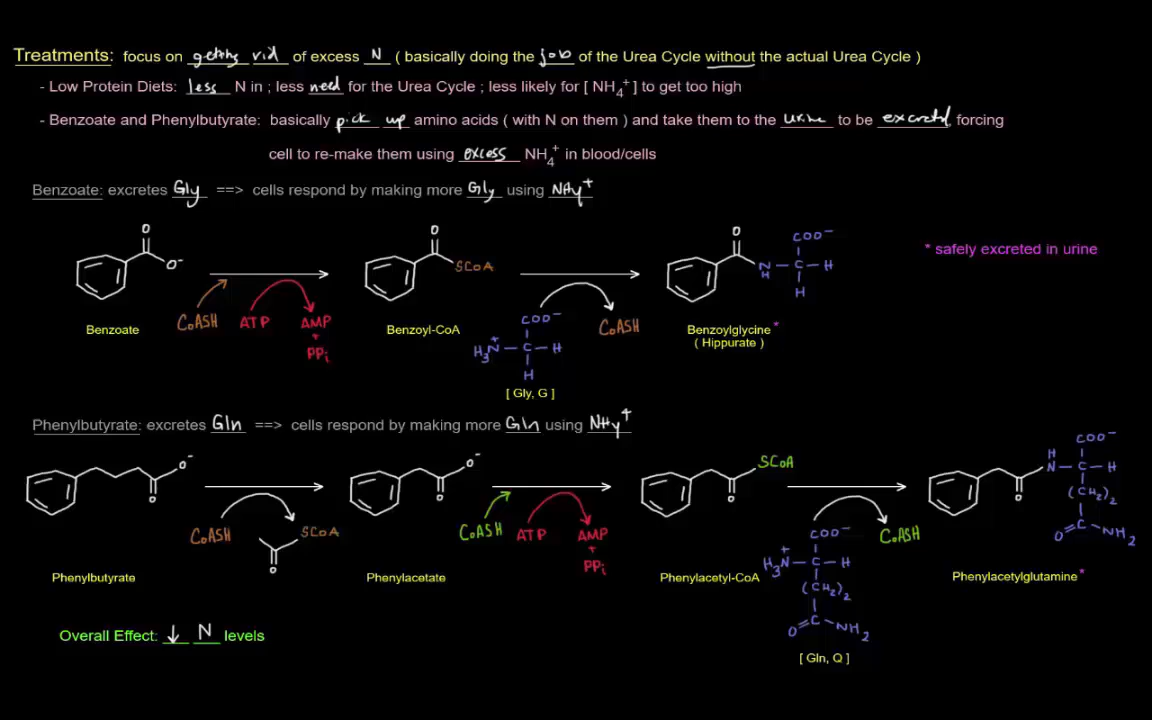 Treatments: focus on getting rid of excess N ( basically doing the job of the Urea Cycle without the actual Urea Cycle )
- Low Protein Diets: less N in ; less need for the Urea Cycle ; less likely for [ NH4+ ] to get too high
- Benzoate and Phenylbutyrate: basically pick up amino acids ( with N on them ) and take them to the urine to be excreted, forcing
cell to re-make them using excess NH4+ in blood/cells
Benzoate: excretes Gly ==> cells respond by making more Gly using NH4+
* safely excreted in urine
O O O COO-
O- SCoA N C H
H H
CoASH ATP AMP + PPi
COO- CoASH
H3N+ C H
H
Benzoate Benzoyl-CoA Benzoylglycine*
( Hippurate )
[ Gly, G ]
Phenylbutyrate: excretes Gln ==> cells respond by making more Gln using NH4+
O- O- SCoA H COO-
O O O O N C H
(CH2)2
O C NH2
CoASH SCoA CoASH ATP AMP + PPi CoASH
O
COO-
H3N+ C H
(CH2)2
O C NH2
Phenylbutyrate Phenylacetate Phenylacetyl-CoA Phenylacetylglutamine*
[ Gln, Q ]
Overall Effect: ↓ N levels